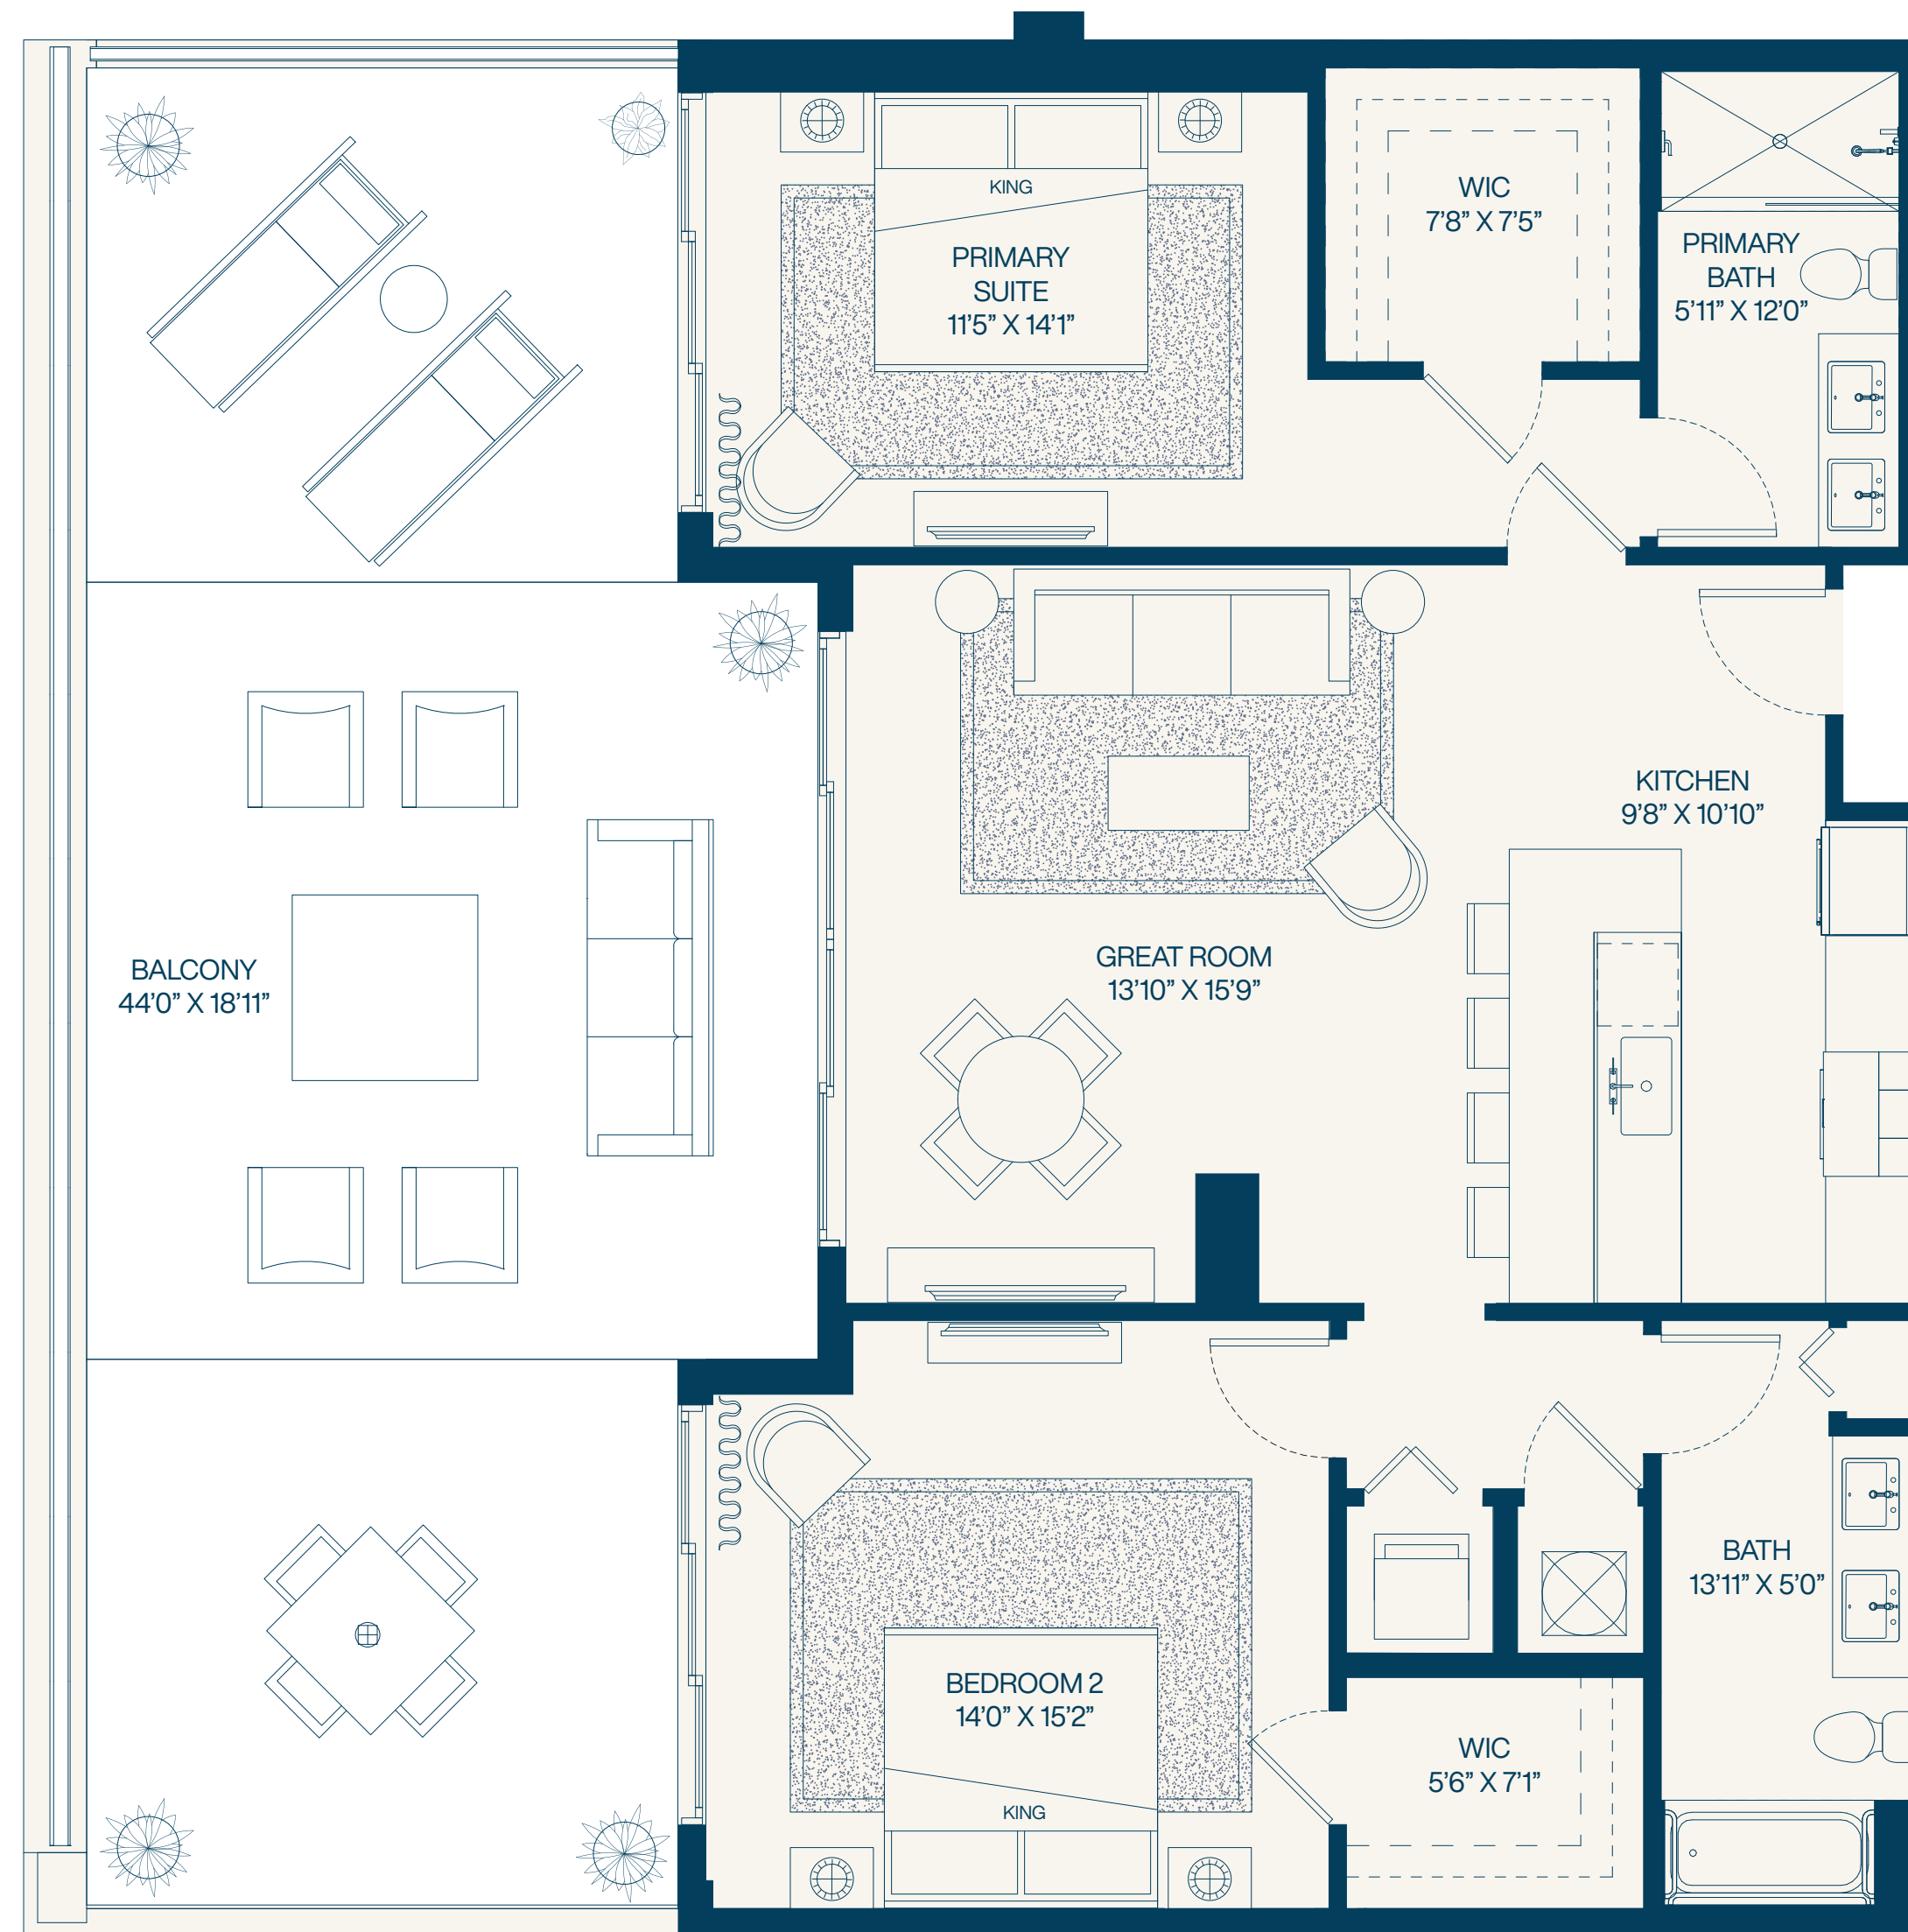 KING
PRIMARY
SUITE
11’5” X 14’1”
WIC
7’8” X 7’5”
PRIMARY
BATH
5’11” X 12’0”
KITCHEN
9’8” X 10’10”
GREAT ROOM
13’10” X 15’9”
BALCONY
44’0” X 18’11”
BATH
13’11” X 5’0”
BEDROOM 2
14’0” X 15’2”
KING
WIC
5’6” X 7’1”